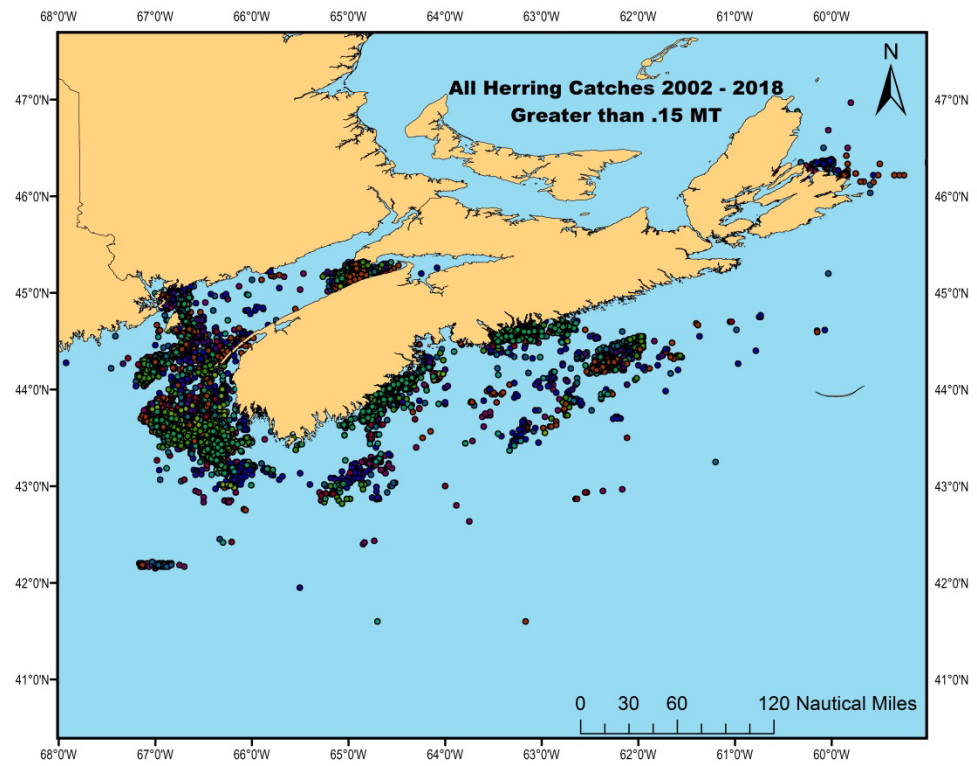 68°0'W 67°0'W 66°0'W 65°0'W 64°0'W 63°0'W 62°0'W 61°0'W 60°0'W
N
All Herring Catches 2002 - 2018
47°0'N 47°0'N
Greater than .15 MT
46°0'N 46°0'N
45°0'N 45°0'N
44°0'N 44°0'N
43°0'N 43°0'N
42°0'N 42°0'N
41°0'N 41°0'N
0 30 60 120 Nautical Miles
68°0'W 67°0'W 66°0'W 65°0'W 64°0'W 63°0'W 62°0'W 61°0'W 60°0'W